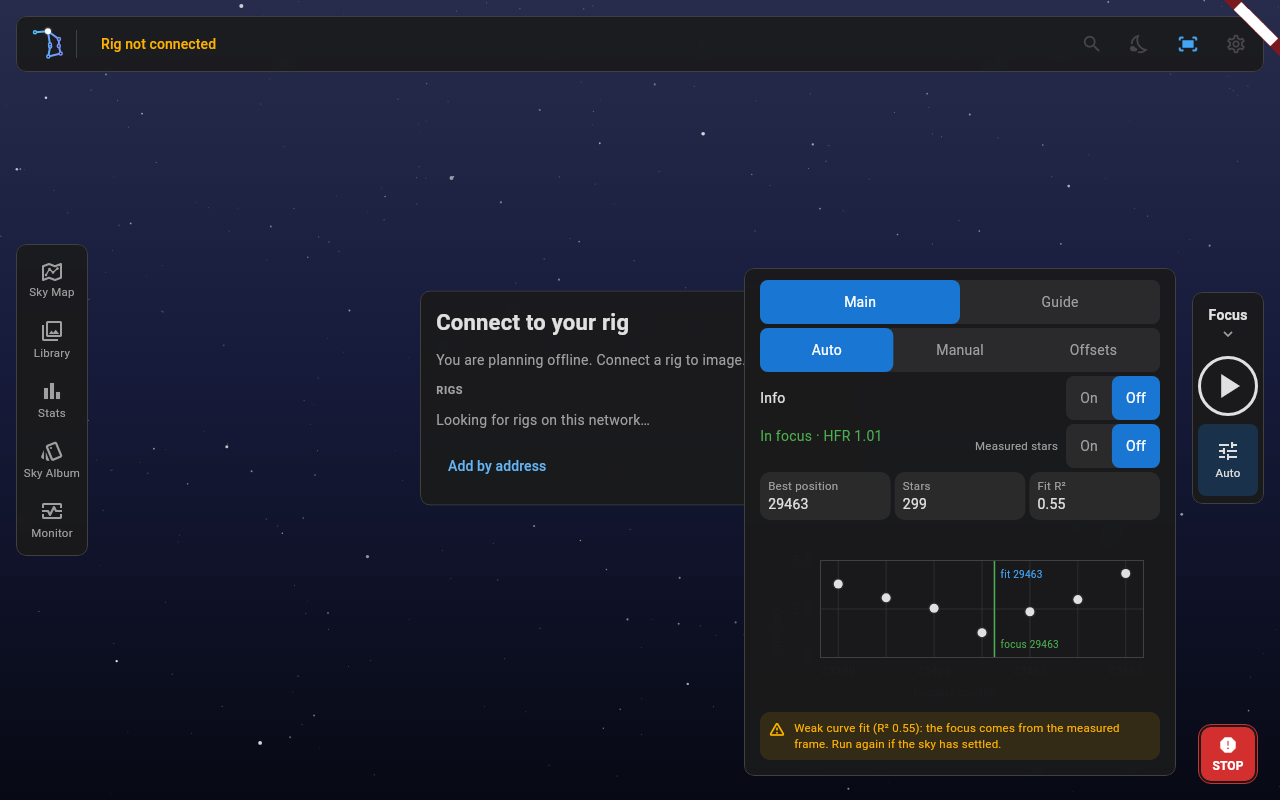 Rig not connected
Sky Map
Library
Stats
Sky Album
Monitor
Connect to your rig
You are planning offline. Connect a rig to image.
RIGS
Looking for rigs on this network…
Add by address
Main
Guide
Auto
Manual
Offsets
Info
On
Off
In focus · HFR 1.01
Measured stars
On
Off
Best position
29463
Stars
299
Fit R²
0.55
fit 29463
focus 29463
Weak curve fit (R² 0.55): the focus comes from the measured
frame. Run again if the sky has settled.
Focus
Auto
STOP